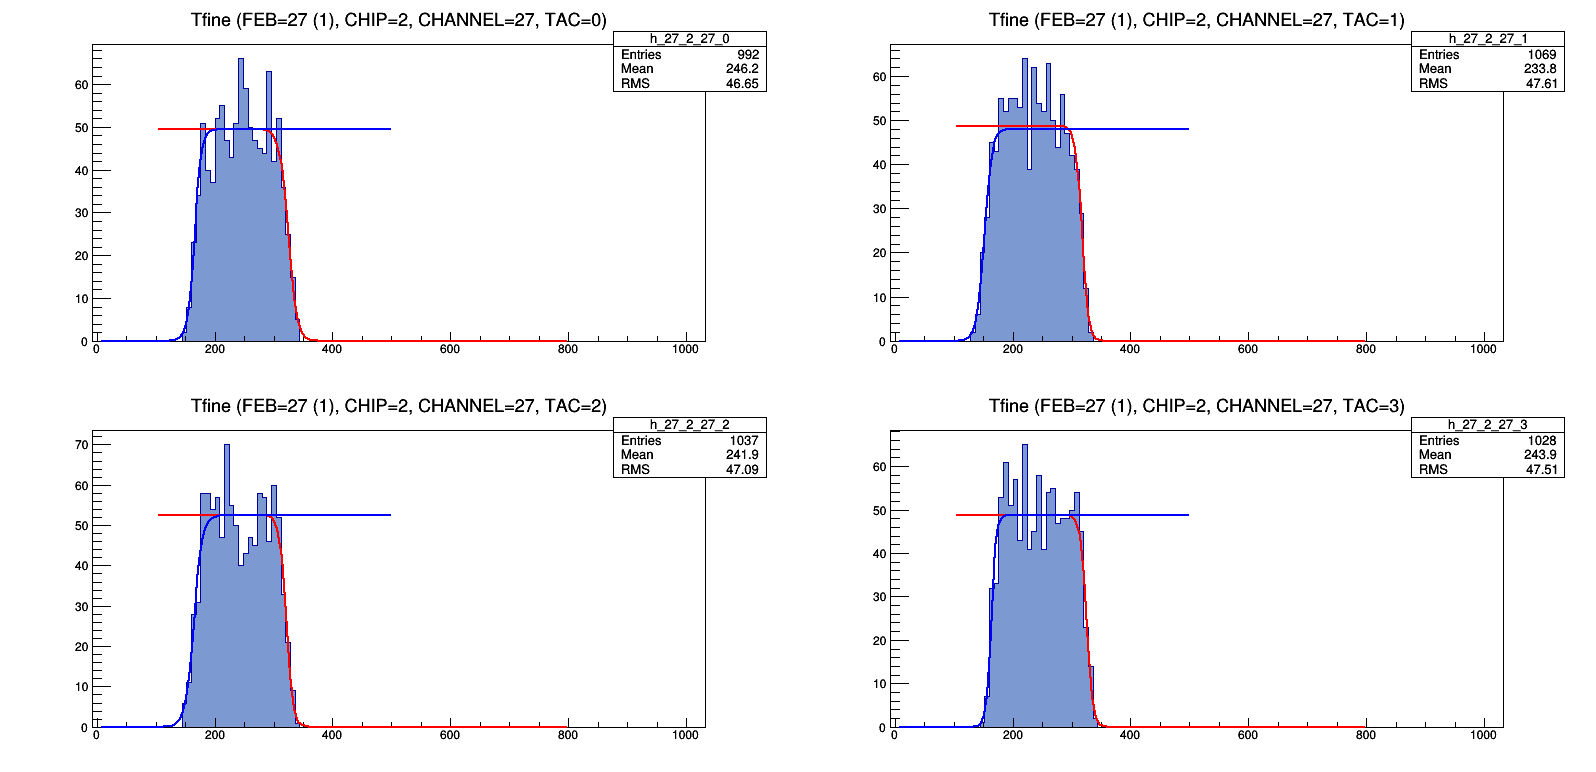 Tfine (FEB=27 (1), CHIP=2, CHANNEL=27, TAC=0)
h_27_2_27_0
Entries 992
Mean 246.2
RMS 46.65
60
50
40
30
20
10
0
0 200 400 600 800 1000
Tfine (FEB=27 (1), CHIP=2, CHANNEL=27, TAC=1)
h_27_2_27_1
Entries 1069
Mean 233.8
RMS 47.61
60
50
40
30
20
10
0
0 200 400 600 800 1000
Tfine (FEB=27 (1), CHIP=2, CHANNEL=27, TAC=2)
h_27_2_27_2
Entries 1037
Mean 241.9
RMS 47.09
70
60
50
40
30
20
10
0
0 200 400 600 800 1000
Tfine (FEB=27 (1), CHIP=2, CHANNEL=27, TAC=3)
h_27_2_27_3
Entries 1028
Mean 243.9
RMS 47.51
60
50
40
30
20
10
0
0 200 400 600 800 1000